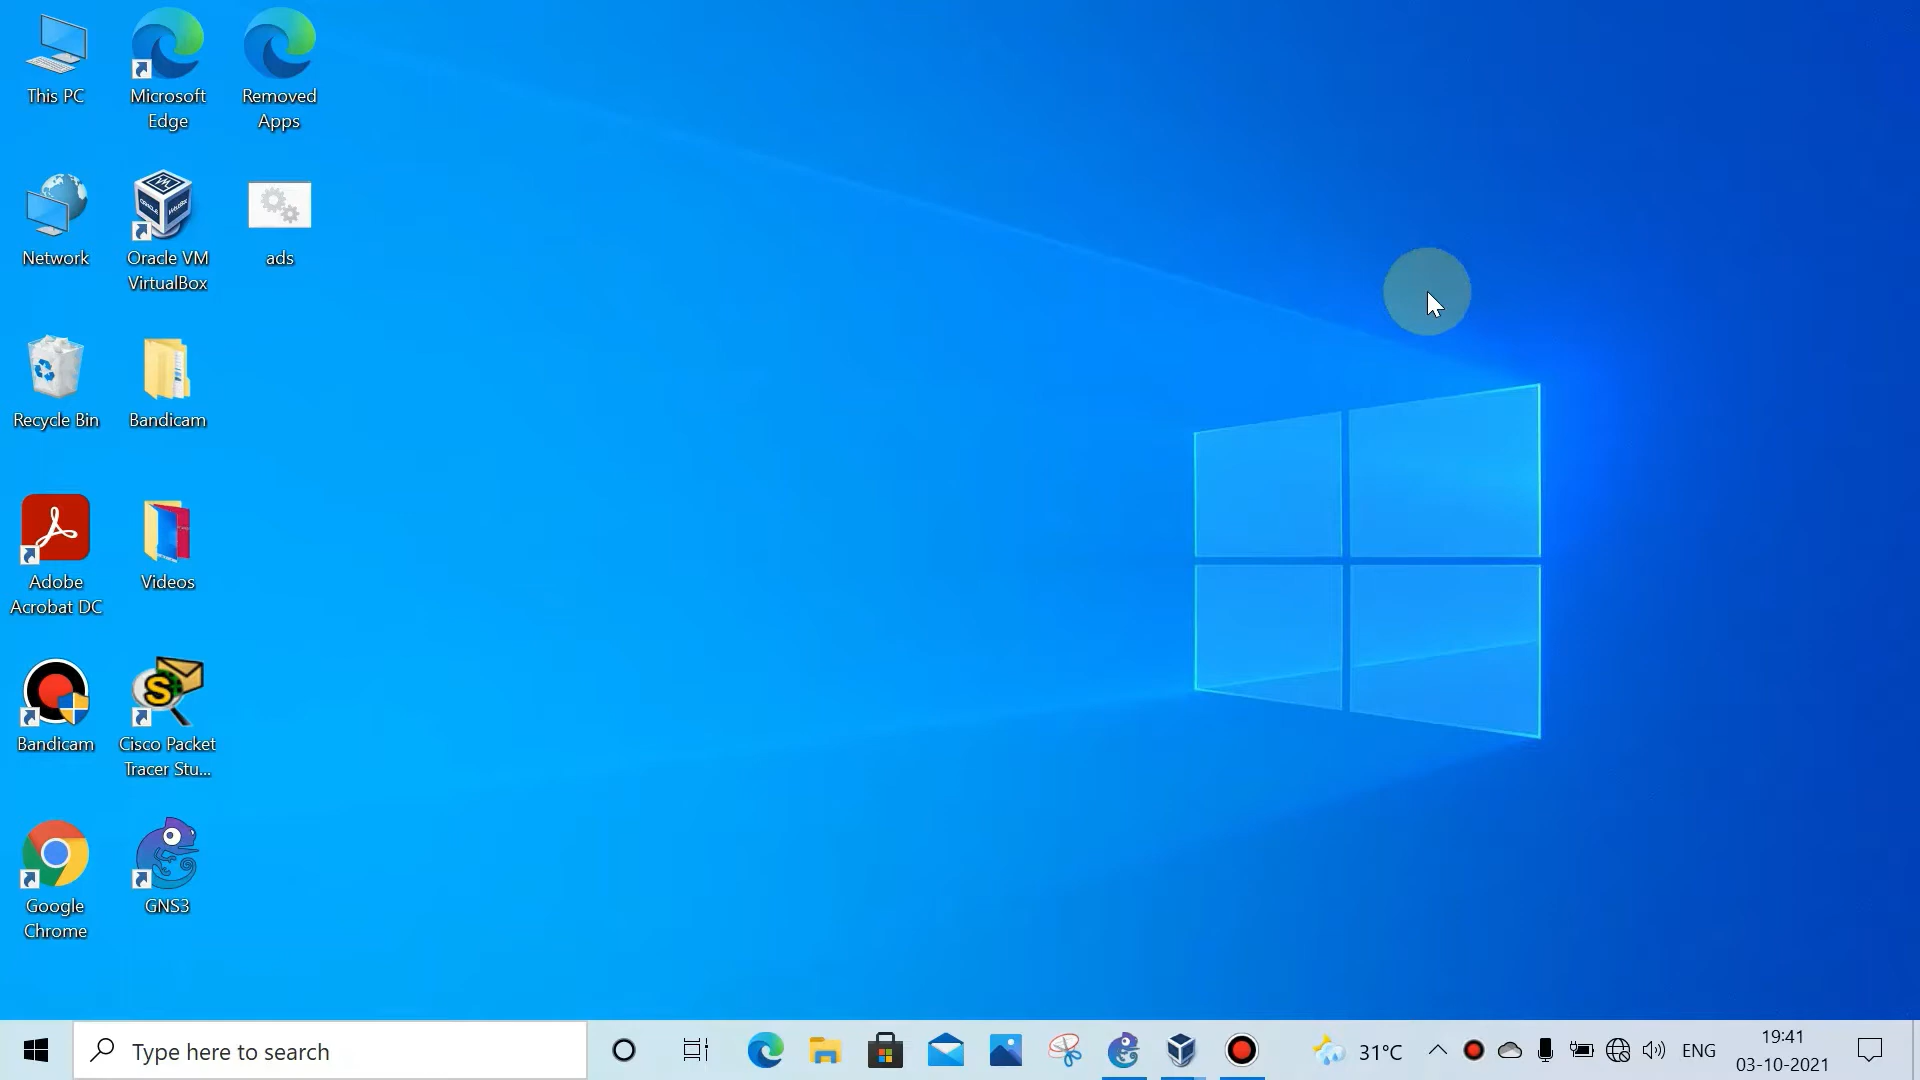 This PC
Microsoft
Edge
Removed
Apps
Network
Oracle VM
VirtualBox
ads
Recycle Bin
Bandicam
Adobe
Acrobat DC
Videos
Bandicam
Cisco Packet
Tracer Stu...
Google
Chrome
GNS3
Type here to search
31°C
ENG
19:41
03-10-2021